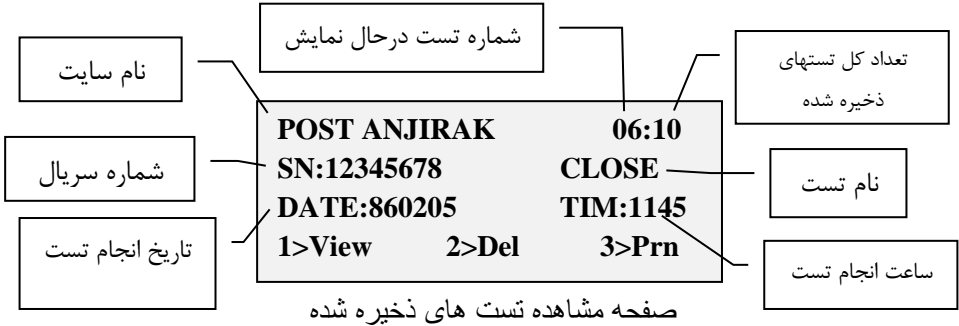 شماره تست درحال نمایش
نام سایت
تعداد کل تستهای
ذخیره شده
POST ANJIRAK 06:10
SN:12345678 CLOSE
DATE:860205 TIM:1145
1>View 2>Del 3>Prn
شماره سریال
نام تست
تاریخ انجام تست
ساعت انجام تست
صفحه مشاهده تست های ذخیره شده